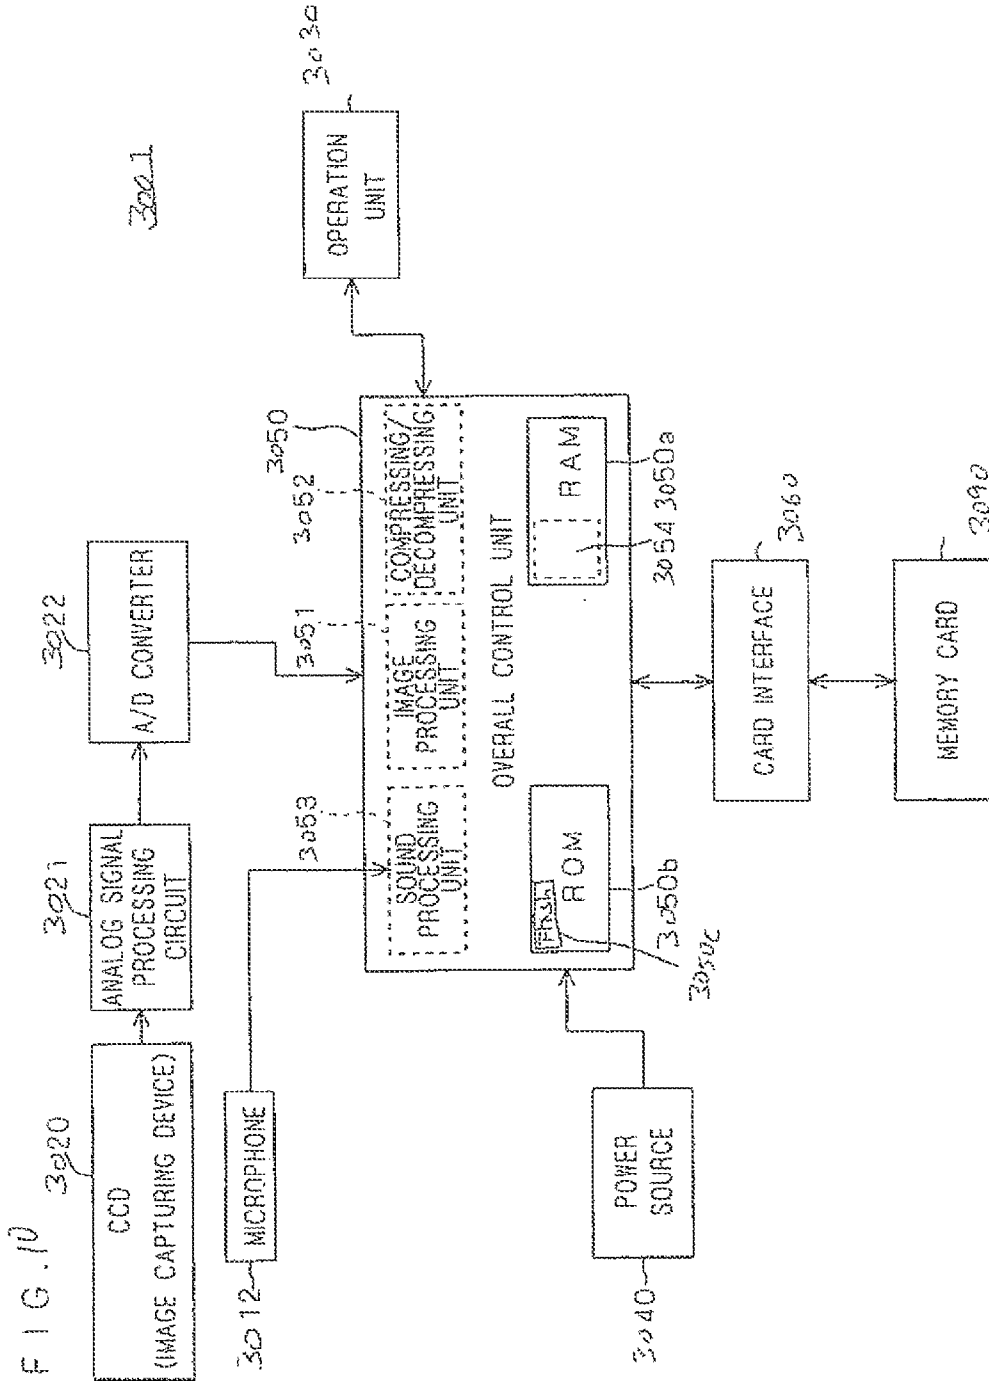 FIG. 10
3001
3020
CCD
(IMAGE CAPTURING DEVICE)
3021
ANALOG SIGNAL
PROCESSING
CIRCUIT
3022
A/D CONVERTER
3012
MICROPHONE
3030
OPERATION
UNIT
3050
3053
SOUND
PROCESSING
UNIT
3051
IMAGE
PROCESSING
UNIT
3052
COMPRESSING/
DECOMPRESSING
UNIT
OVERALL CONTROL UNIT
Flash
ROM
3050c
3050b
RAM
3054
3050a
3040
POWER
SOURCE
3060
CARD INTERFACE
3090
MEMORY CARD